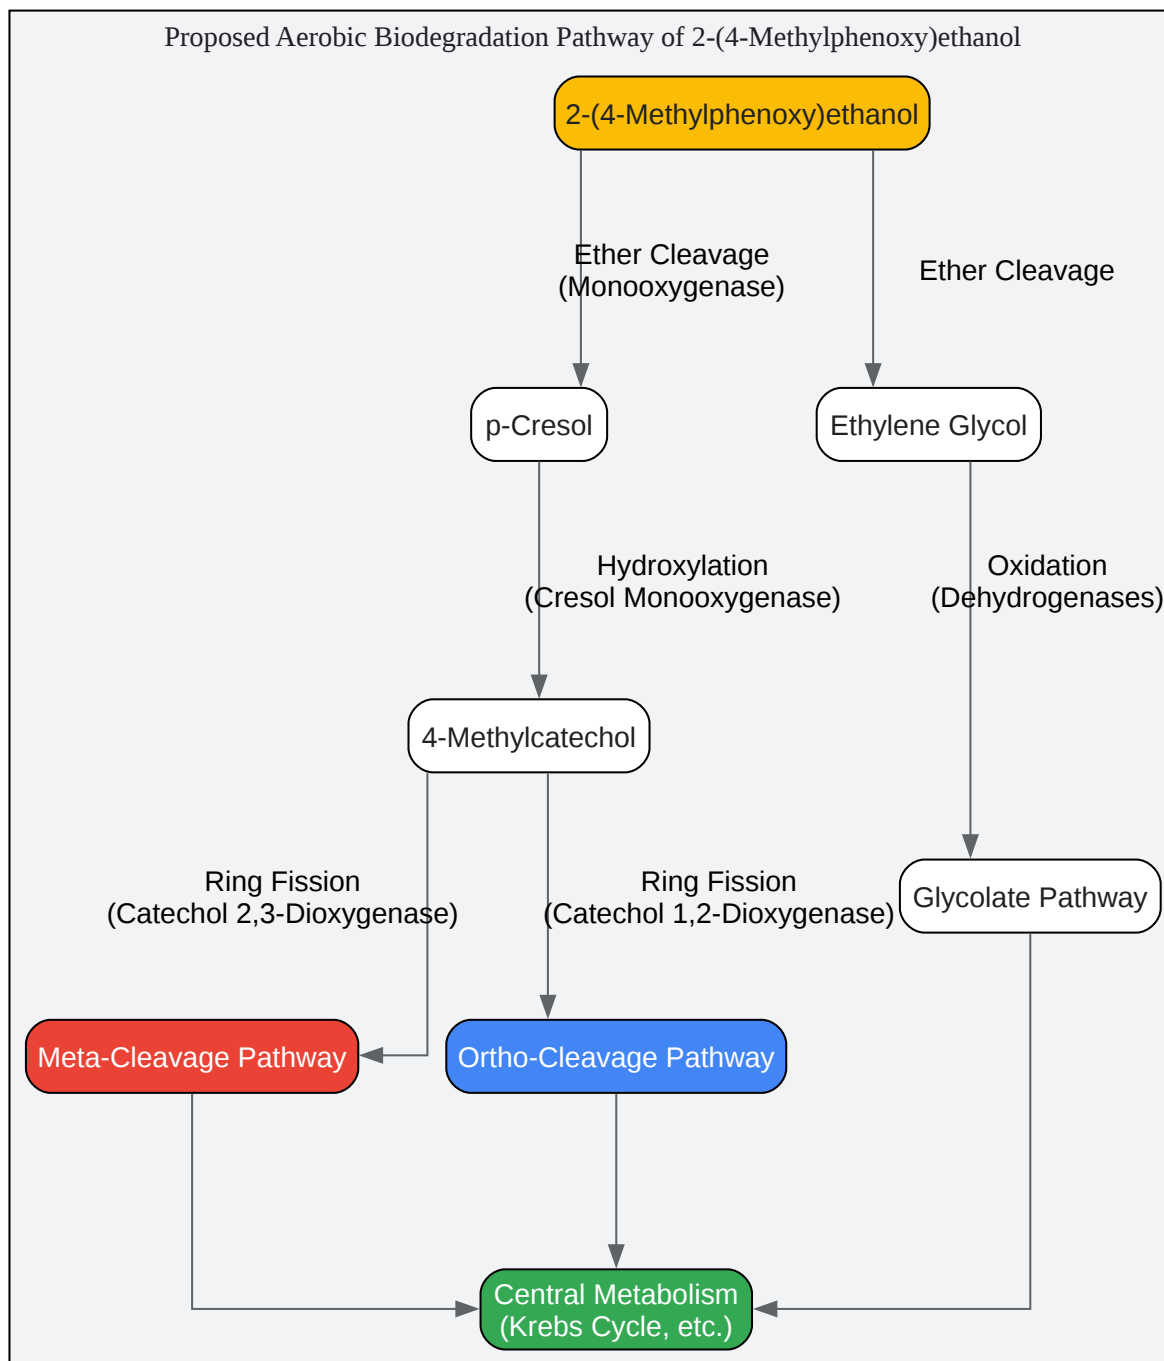 Proposed Aerobic Biodegradation Pathway of 2-(4-Methylphenoxy)ethanol
2-(4-Methylphenoxy)ethanol
Ether Cleavage
(Monooxygenase)
Ether Cleavage
p-Cresol
Ethylene Glycol
Hydroxylation
(Cresol Monooxygenase)
Oxidation
(Dehydrogenases)
4-Methylcatechol
Ring Fission
(Catechol 2,3-Dioxygenase)
Ring Fission
(Catechol 1,2-Dioxygenase)
Glycolate Pathway
Meta-Cleavage Pathway
Ortho-Cleavage Pathway
Central Metabolism
(Krebs Cycle, etc.)